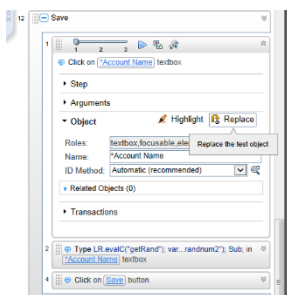 12 Save
1
1 2 3
Click on [*Account Name] textbox
Step
Arguments
Object Highlight Replace
Replace the test object
Roles: textbox,focusable,ele
Name: *Account Name
ID Method: Automatic (recommended)
Related Objects (0)
Transactions
2 Type LR.evalC("getRand"); var...randnum2"); Sub; in
[*Account Name] textbox
4 Click on [Save] button